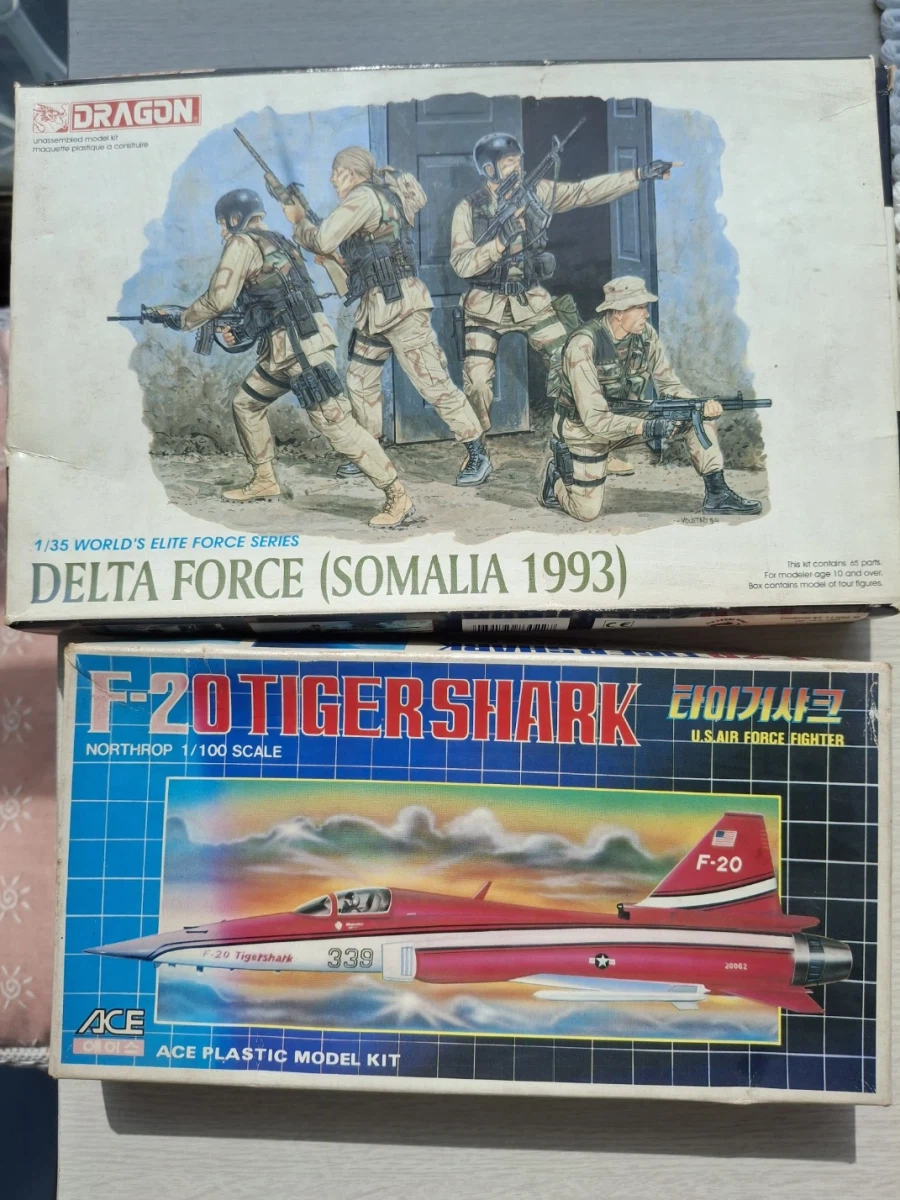 DRAGON
unassembled model kit
maquette plastique a construire
1/35 WORLD'S ELITE FORCE SERIES
DELTA FORCE (SOMALIA 1993)
This kit contains 65 parts.
For modeler age 10 and over.
Box contains model of four figures.
CE
F-20 TIGERSHARK
타이거샤크
NORTHROP 1/100 SCALE
U.S.AIR FORCE FIGHTER
F-20
F-20 Tigershark
339
20062
ACE
에이스
ACE PLASTIC MODEL KIT